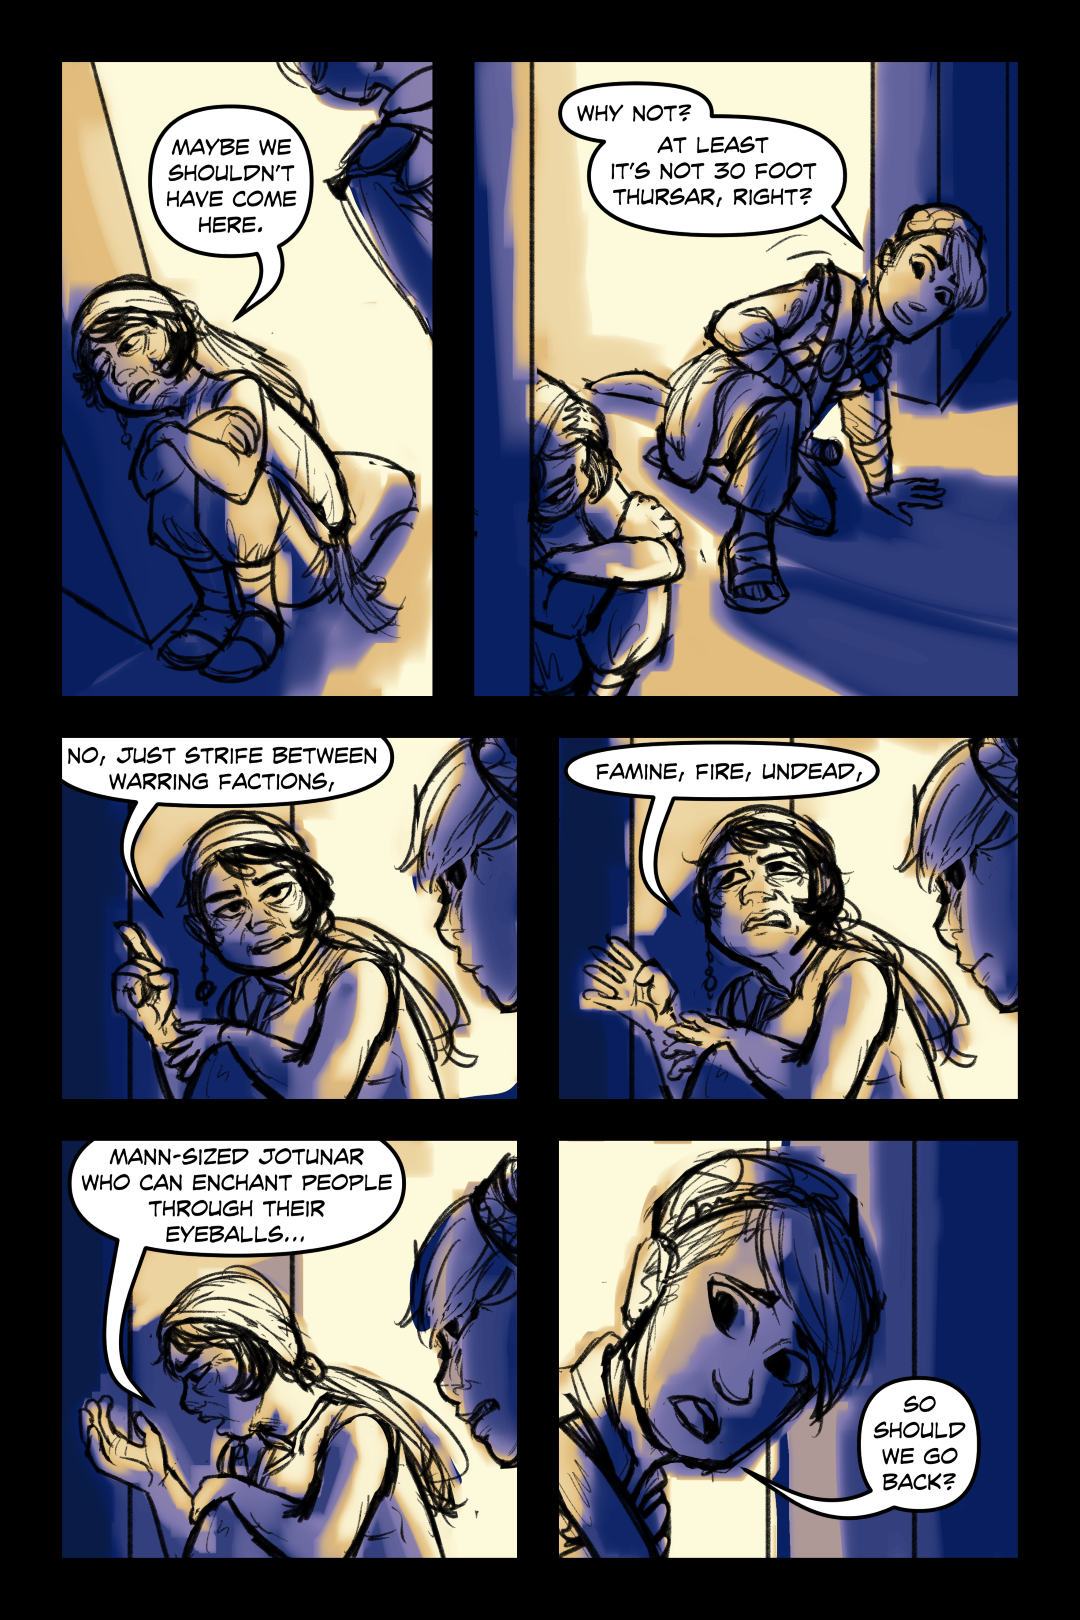 MAYBE WE
SHOULDN'T
HAVE COME
HERE.
WHY NOT?
AT LEAST
IT'S NOT 30 FOOT
THURSAR, RIGHT?
NO, JUST STRIFE BETWEEN
WARRING FACTIONS,
FAMINE, FIRE, UNDEAD,
MANN-SIZED JOTUNAR
WHO CAN ENCHANT PEOPLE
THROUGH THEIR
EYEBALLS...
SO
SHOULD
WE GO
BACK?